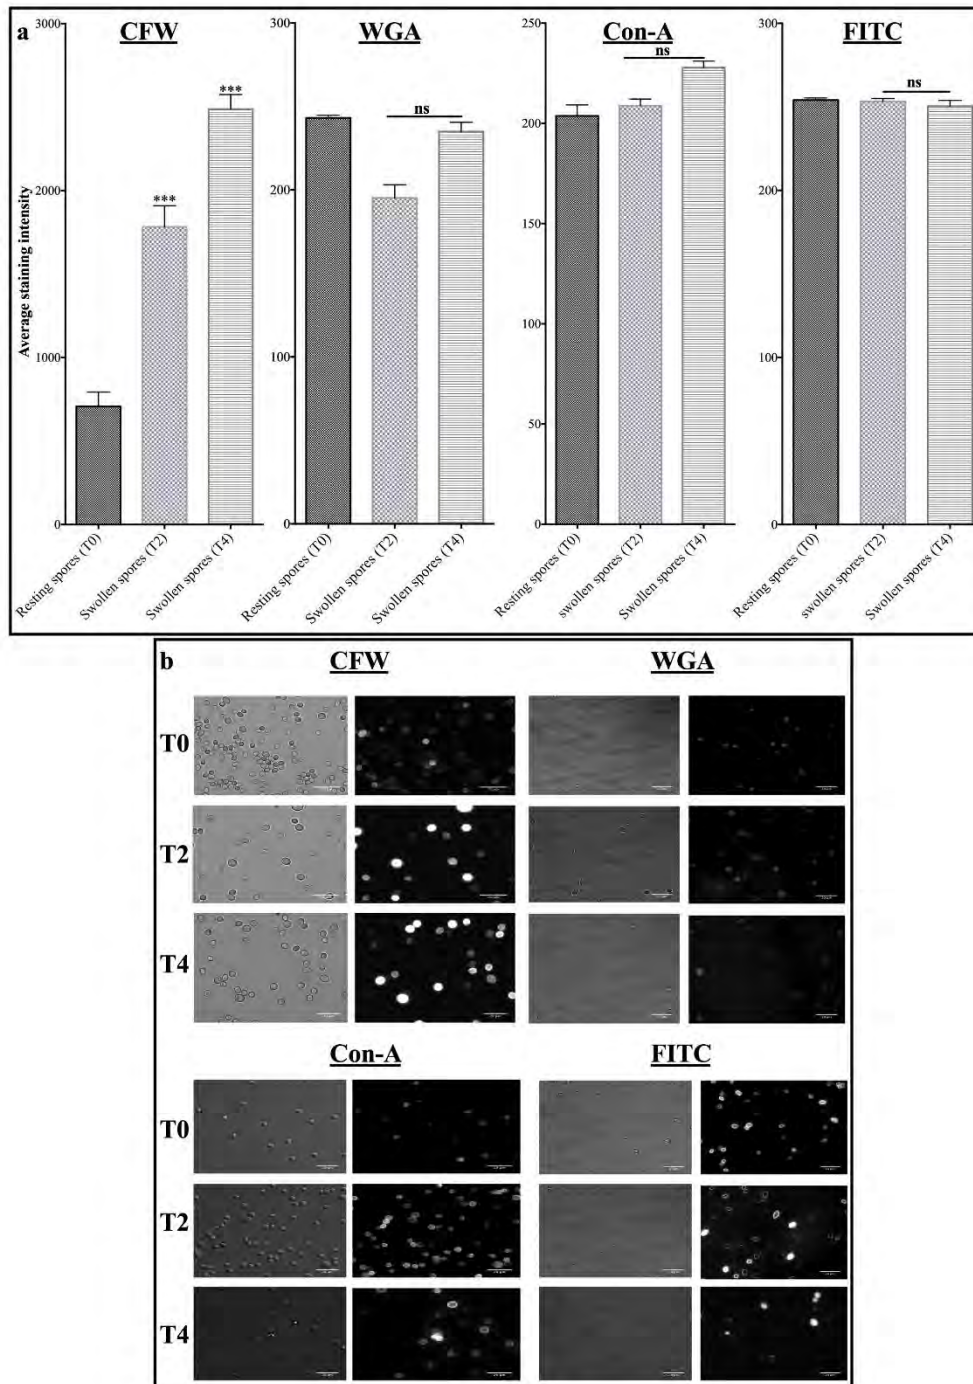 a
CFW
WGA
Con-A
FITC
Average staining intensity
3000
2000
1000
0
***
***
Resting spores (T0)
Swollen spores (T2)
Swollen spores (T4)
300
200
100
0
ns
Resting spores (T0)
Swollen spores (T2)
Swollen spores (T4)
250
200
150
100
50
0
ns
Resting spores (T0)
swollen spores (T2)
Swollen spores (T4)
300
200
100
0
ns
Resting spores (T0)
swollen spores (T2)
Swollen spores (T4)
b
CFW
WGA
T0
T2
T4
Con-A
FITC
T0
T2
T4